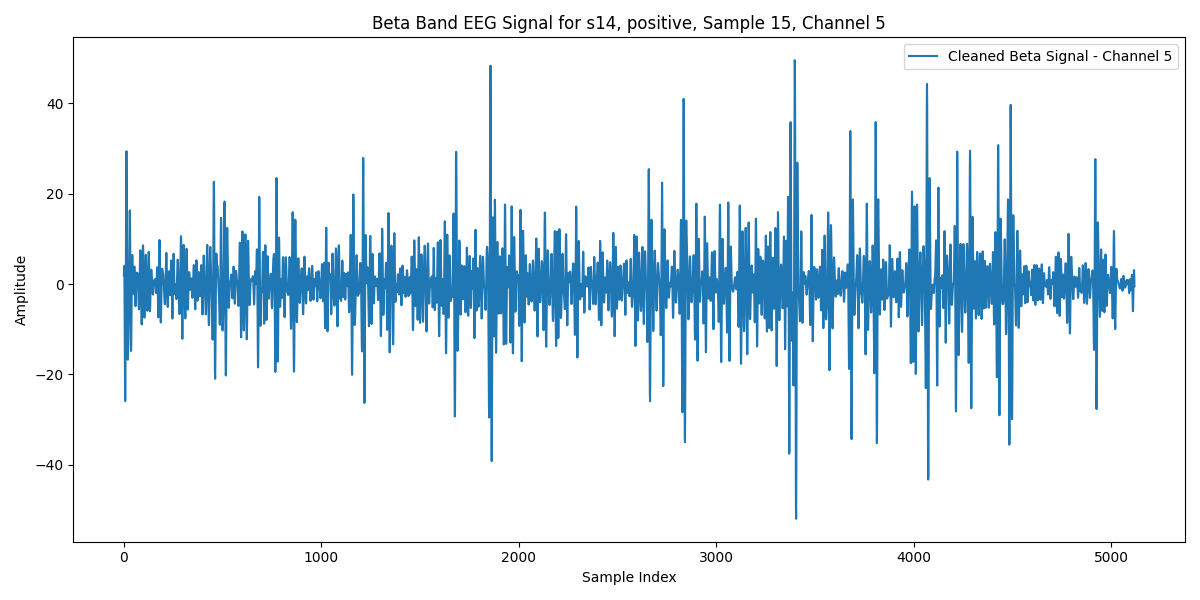 Beta Band EEG Signal for s14, positive, Sample 15, Channel 5
Cleaned Beta Signal - Channel 5
Amplitude
40
20
0
−20
−40
0 1000 2000 3000 4000 5000
Sample Index